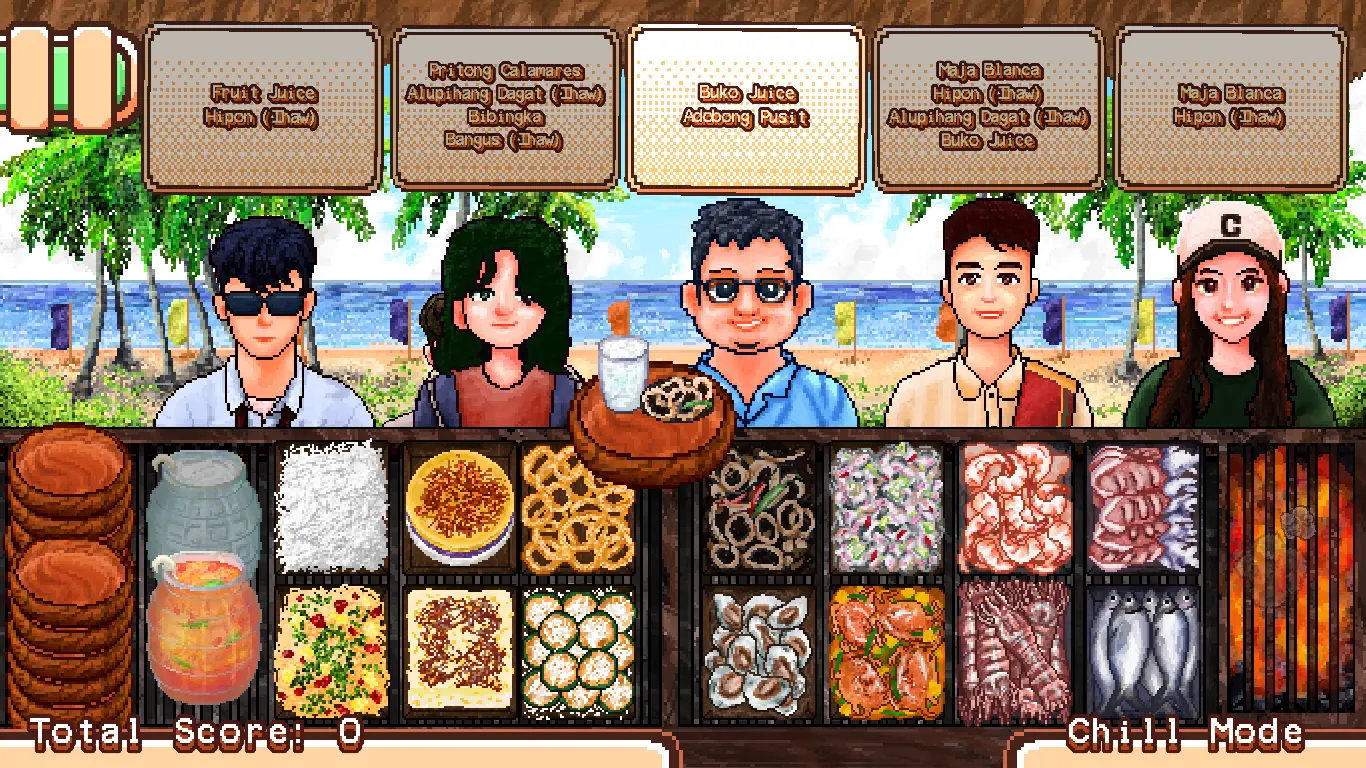 Fruit Juice
Hipon (Ihaw)
Pritong Calamares
Alupihang Dagat (Ihaw)
Bibingka
Bangus (Ihaw)
Buko Juice
Adobong Pusit
Maja Blanca
Hipon (Ihaw)
Alupihang Dagat (Ihaw)
Buko Juice
Maja Blanca
Hipon (Ihaw)
C
Total Score: 0
Chill Mode